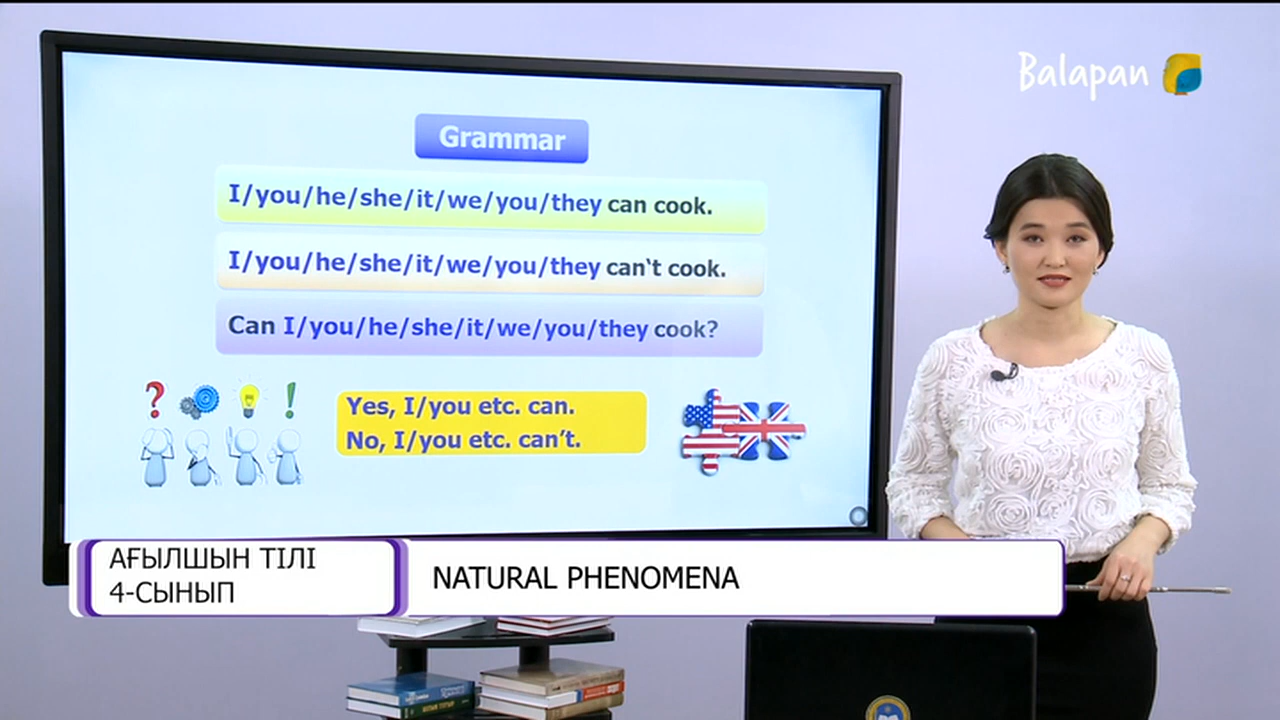 Balapan
Grammar
I/you/he/she/it/we/you/they can cook.
I/you/he/she/it/we/you/they can‛t cook.
Can I/you/he/she/it/we/you/they cook?
Yes, I/you etc. can.
No, I/you etc. can’t.
АҒЫЛШЫН ТІЛІ
4-СЫНЫП
NATURAL PHENOMENA